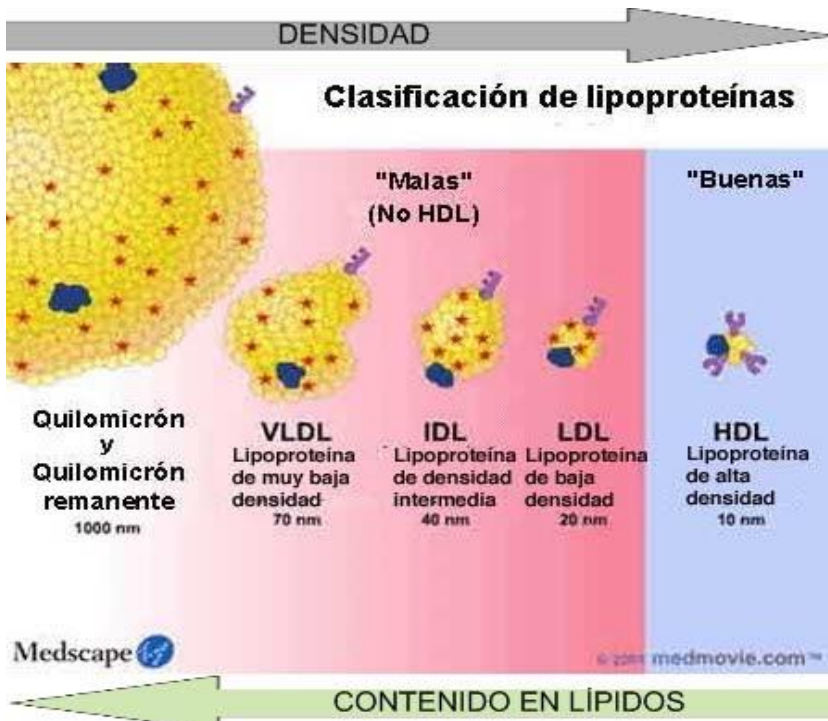 DENSIDAD
Clasificación de lipoproteínas
"Malas"
(No HDL)
"Buenas"
Quilomicrón
y
Quilomicrón
remanente
1000 nm
VLDL
Lipoproteína
de muy baja
densidad
70 nm
IDL
Lipoproteína
de densidad
intermedia
40 nm
LDL
Lipoproteína
de baja
densidad
20 nm
HDL
Lipoproteína
de alta
densidad
10 nm
Medscape
© medmovie.com™
CONTENIDO EN LÍPIDOS